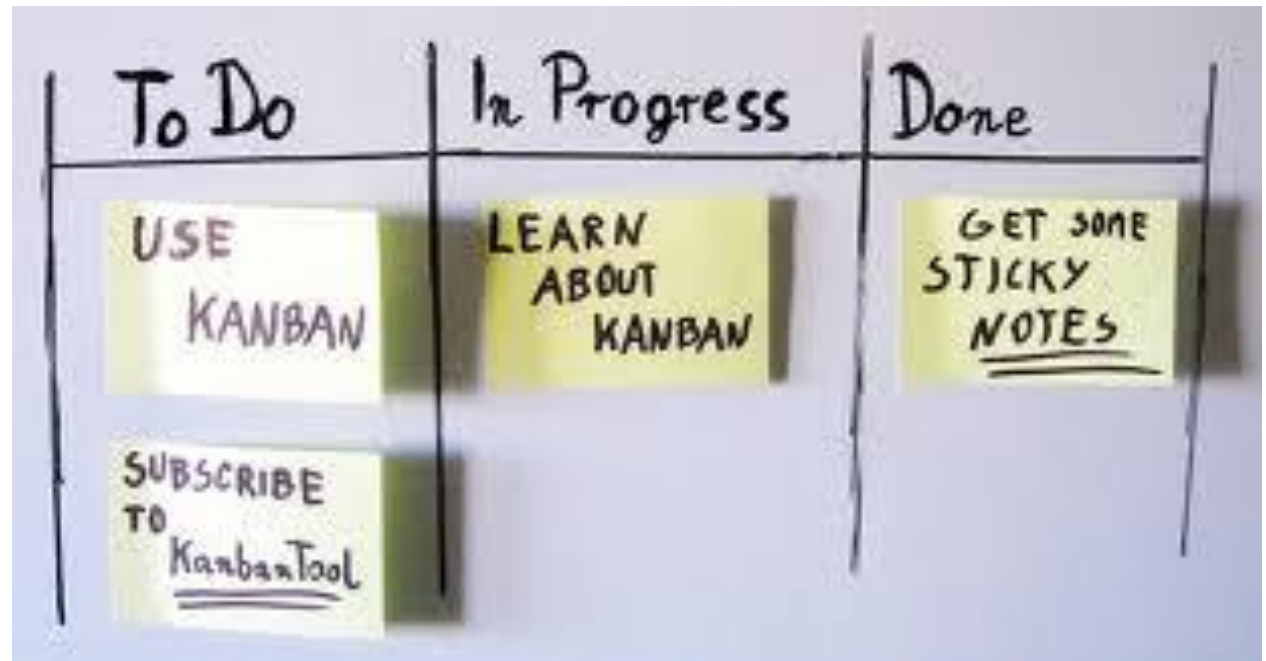 To Do
In Progress
Done
USE
KANBAN
SUBSCRIBE
TO
KanbanTool
LEARN
ABOUT
KANBAN
GET SOME
STICKY
NOTES